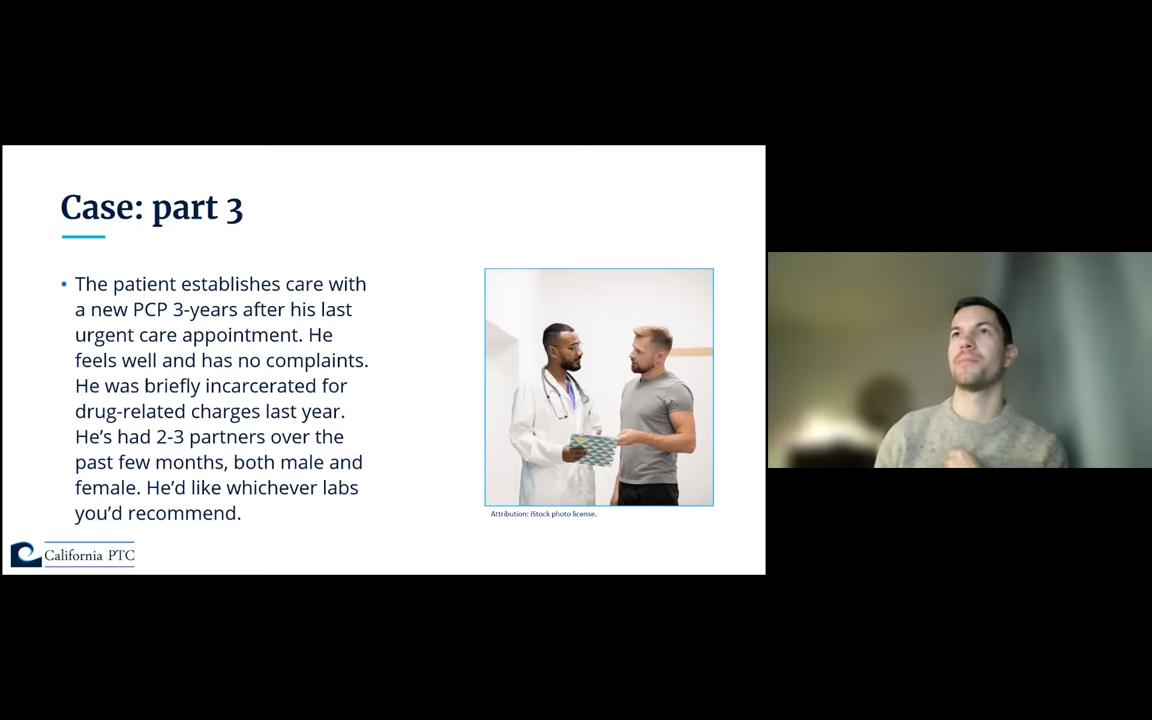 Case: part 3
• The patient establishes care with
a new PCP 3-years after his last
urgent care appointment. He
feels well and has no complaints.
He was briefly incarcerated for
drug-related charges last year.
He’s had 2-3 partners over the
past few months, both male and
female. He’d like whichever labs
you’d recommend.
Attribution: iStock photo license.
California PTC